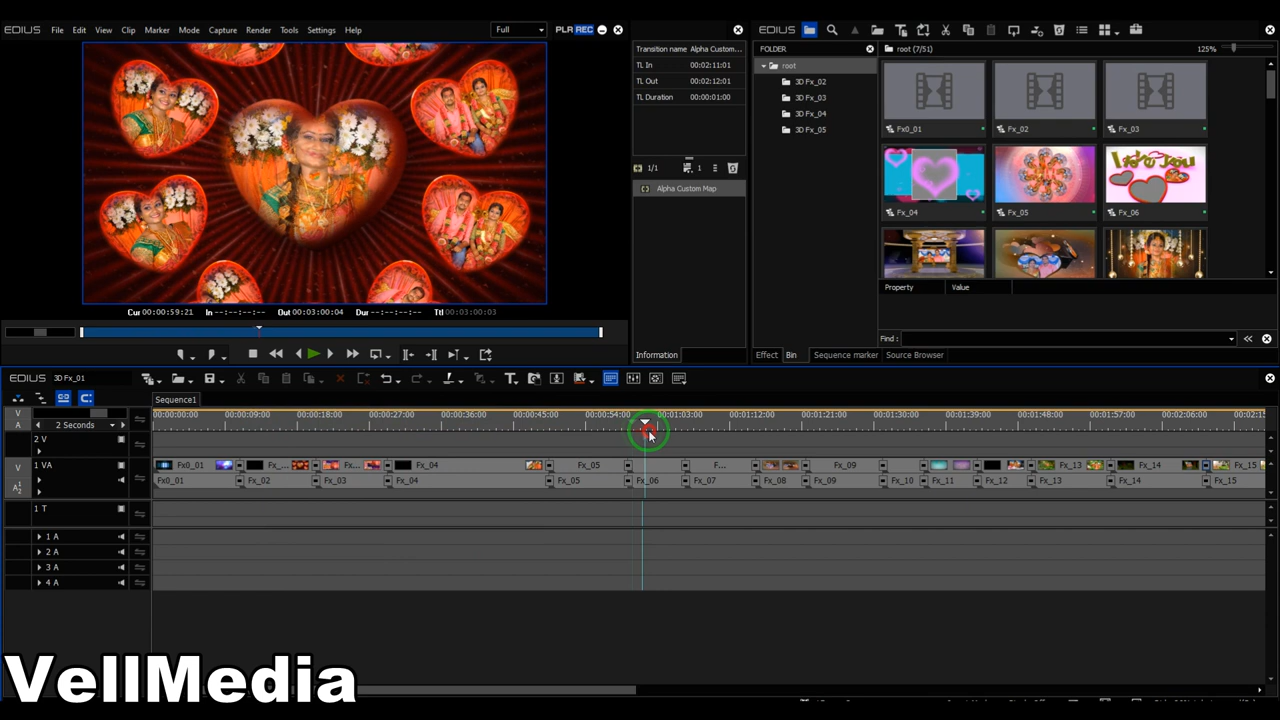 EDIUS File Edit View Clip Marker Mode Capture Render Tools Settings Help Full PLR REC
Cur 00:00:59:21 In --:--:--:-- Out 00:03:00:04 Dur --:--:--:-- Ttl 00:03:00:03
Transition name Alpha Custom...
TL In 00:02:11:01
TL Out 00:02:12:01
TL Duration 00:00:01:00
1/1 1
Alpha Custom Map
Information
EDIUS
FOLDER
root
3D Fx_02
3D Fx_03
3D Fx_04
3D Fx_05
root (7/51) 125%
Fx0_01 Fx_02 Fx_03
I Love You
Fx_04 Fx_05 Fx_06
Property Value
Find :
Effect Bin Sequence marker Source Browser
EDIUS 3D Fx_01
Sequence1
V
A
2 Seconds
00:00:00:00 00:00:09:00 00:00:18:00 00:00:27:00 00:00:36:00 00:00:45:00 00:00:54:00 00:01:03:00 00:01:12:00 00:01:21:00 00:01:39:00 00:01:48:00 00:01:57:00 00:02:06:00 00:02:15
2 V
V 1 VA Fx0_01 Fx_... Fx... Fx_04 Fx_05 F... Fx_09 Fx_13 Fx_14 Fx_15
A12 Fx0_01 Fx_02 Fx_03 Fx_04 Fx_05 Fx_06 Fx_07 Fx_08 Fx_09 Fx_10 Fx_11 Fx_12 Fx_13 Fx_14 Fx_15
1 T
1 A
2 A
3 A
4 A
VellMedia